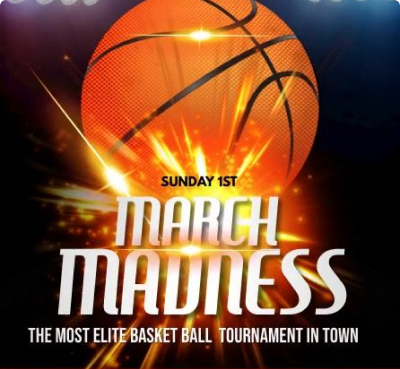 SUNDAY 1ST
MARCH
MADNESS
THE MOST ELITE BASKET BALL TOURNAMENT IN TOWN